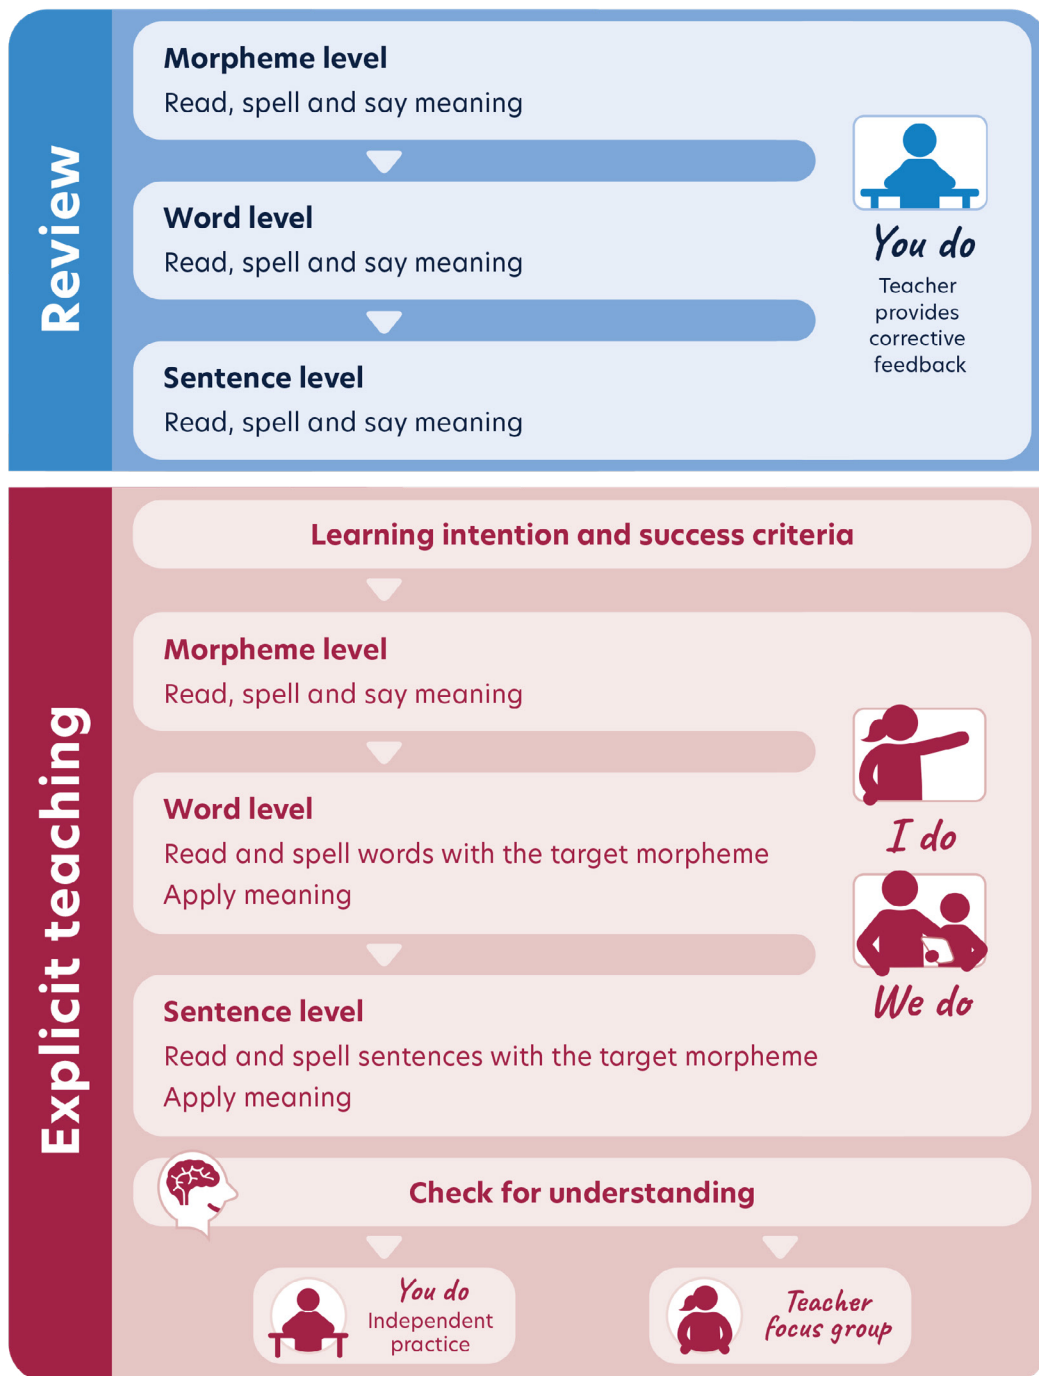 Review
Morpheme level
Read, spell and say meaning
Word level
Read, spell and say meaning
Sentence level
Read, spell and say meaning
You do
Teacher
provides
corrective
feedback
Explicit teaching
Learning intention and success criteria
Morpheme level
Read, spell and say meaning
Word level
Read and spell words with the target morpheme
Apply meaning
Sentence level
Read and spell sentences with the target morpheme
Apply meaning
I do
We do
Check for understanding
You do
Independent
practice
Teacher
focus group